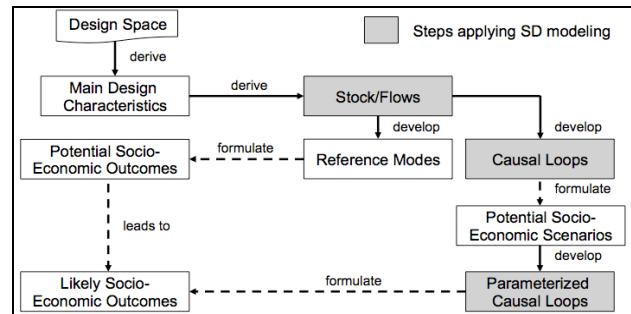 Design Space
Steps applying SD modeling
derive
Main Design
Characteristics
derive
Stock/Flows
develop
develop
Potential Socio-
Economic Outcomes
formulate
Reference Modes
Causal Loops
formulate
leads to
Potential Socio-
Economic Scenarios
develop
Likely Socio-
Economic Outcomes
formulate
Parameterized
Causal Loops